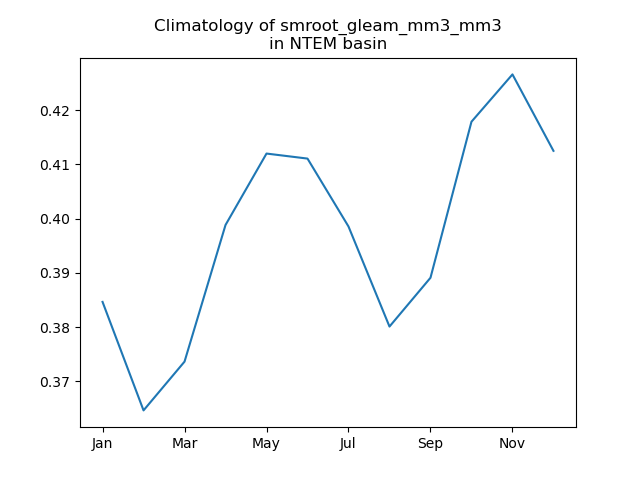 Climatology of smroot_gleam_mm3_mm3
in NTEM basin
0.42
0.41
0.40
0.39
0.38
0.37
Jan Mar May Jul Sep Nov